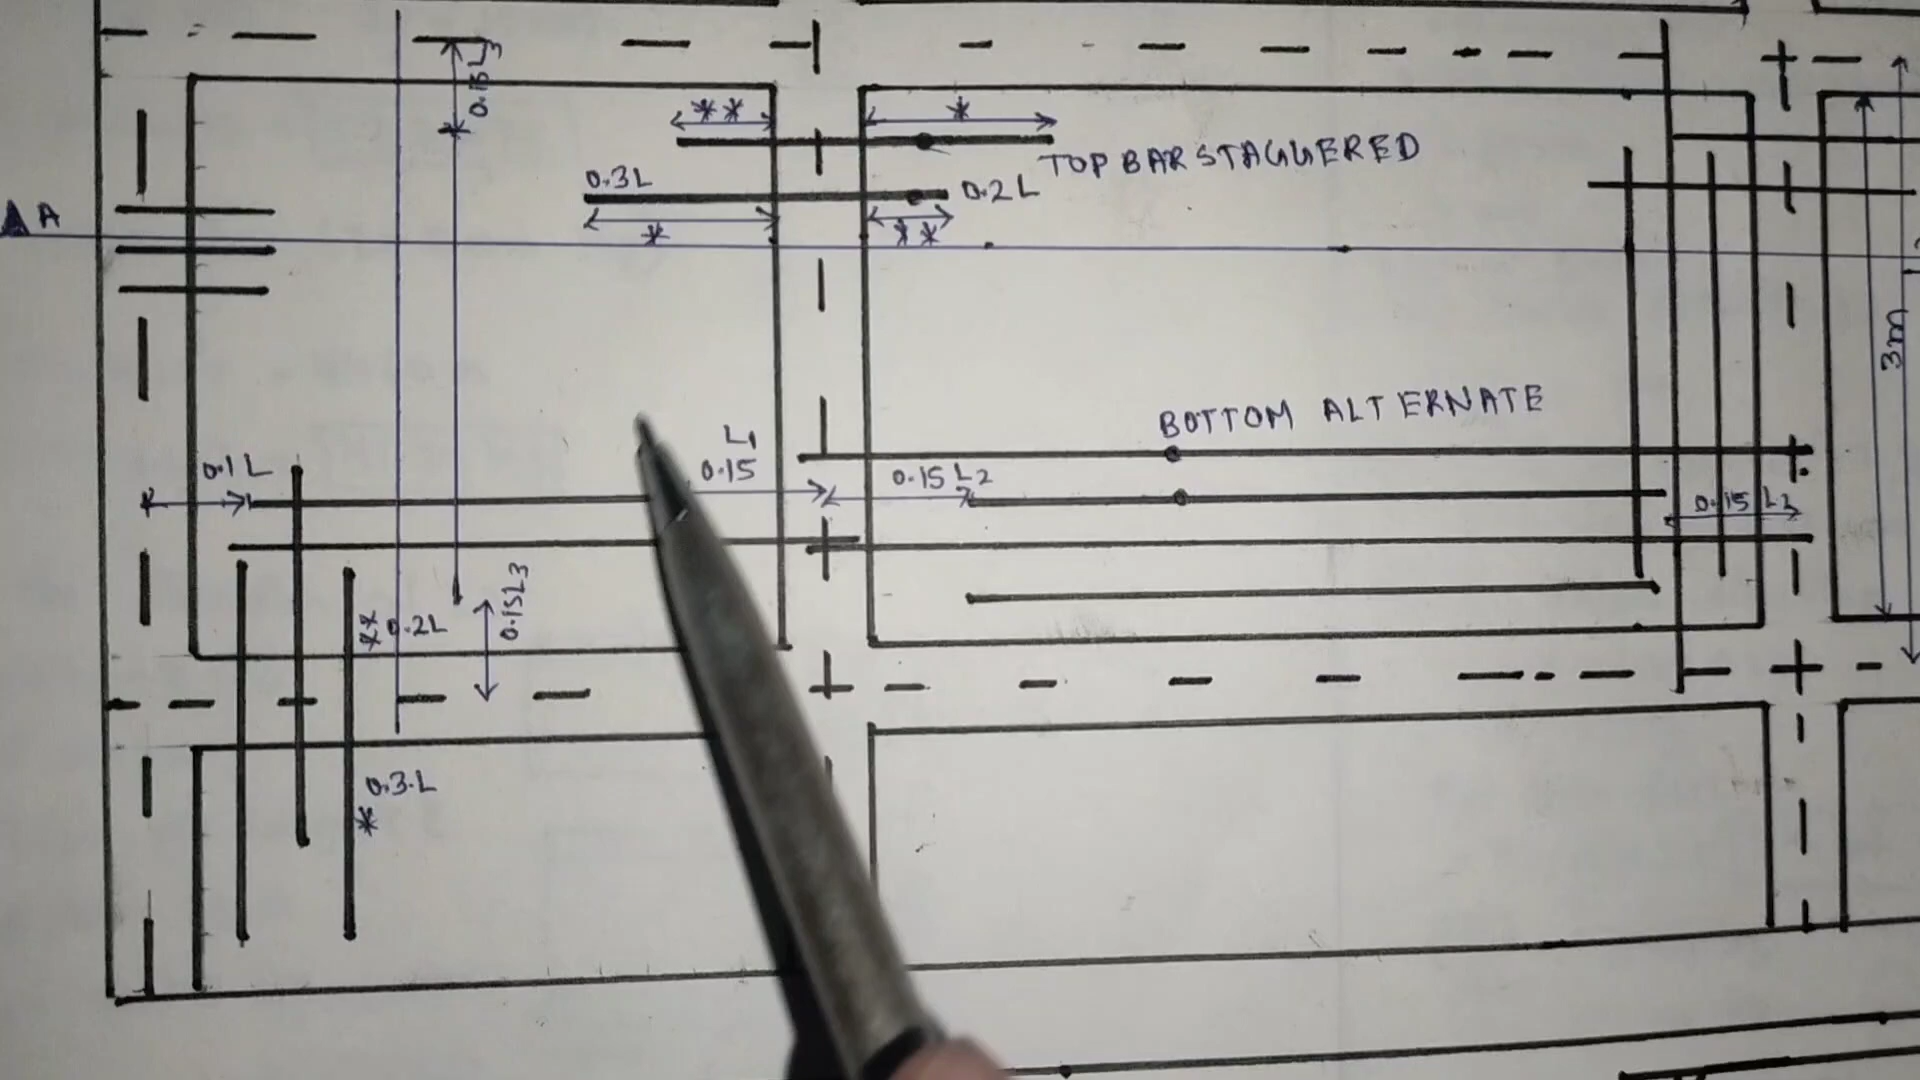 0.15L3
**
*
TOP BAR STAGGERED
0.3L
0.2L
*
**
A
3m
BOTTOM ALTERNATE
L1
0.1L
0.15
0.15 L2
0.15 L2
0.15L3
**
0.2L
0.3.L
*